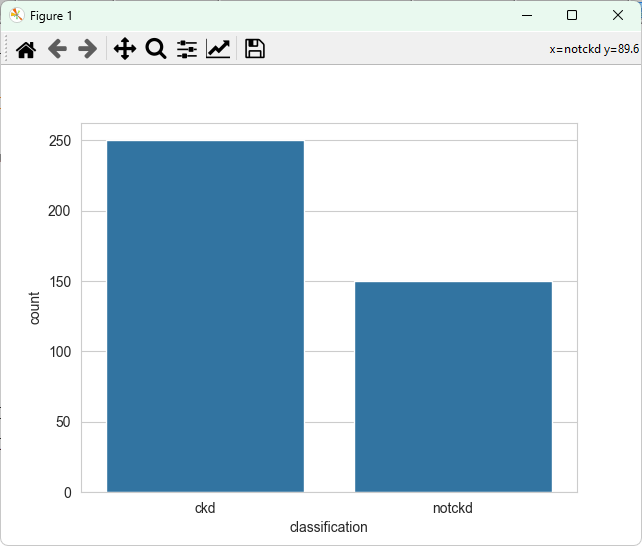 Figure 1
x=notckd y=89.6
250
200
150
100
50
0
count
ckd notckd
classification